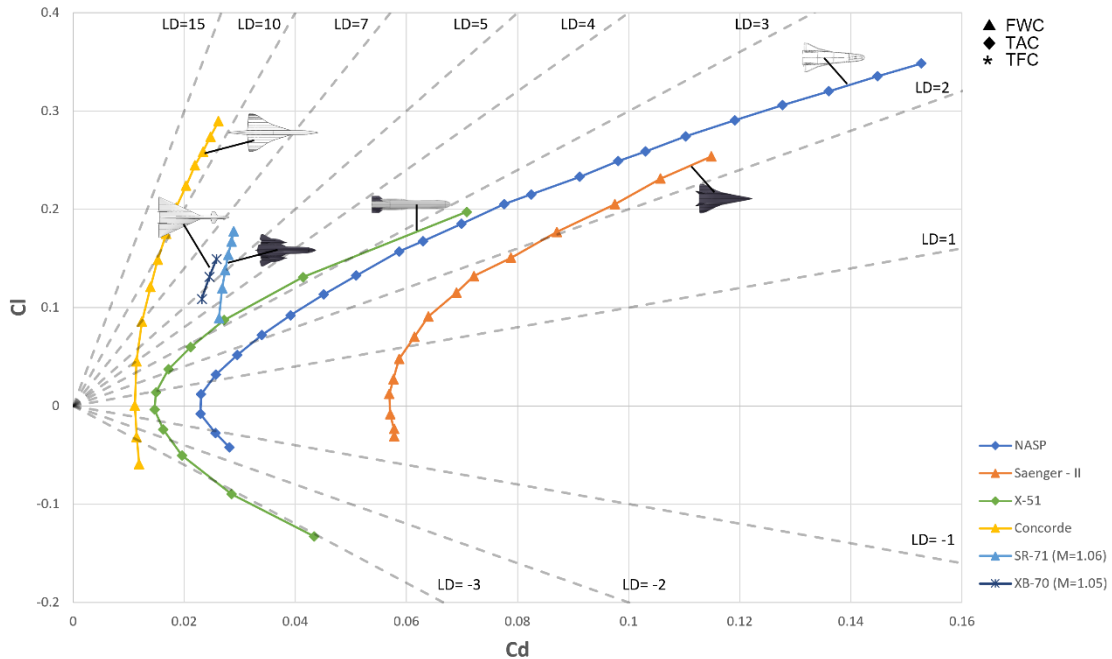 LD=15
LD=10
LD=7
LD=5
LD=4
LD=3
▲ FWC
◆ TAC
* TFC
0.4
0.3
0.2
0.1
0
-0.1
-0.2
Cl
LD=2
LD=1
LD= -1
LD= -2
LD= -3
NASP
Saenger - II
X-51
Concorde
SR-71 (M=1.06)
XB-70 (M=1.05)
0
0.02
0.04
0.06
0.08
0.1
0.12
0.14
0.16
Cd